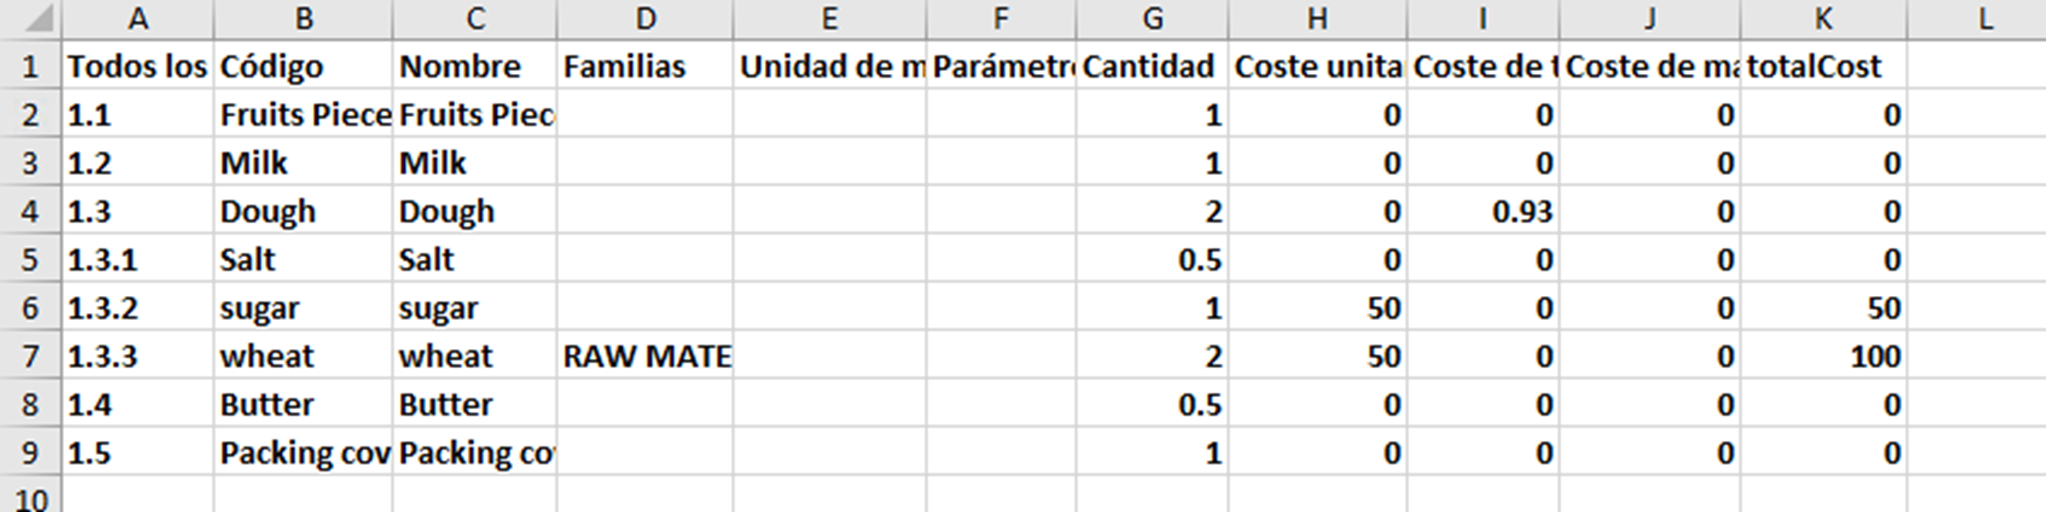 A B C D E F G H I J K L
1 Todos los Código Nombre Familias Unidad de m Parámetr Cantidad Coste unita Coste de t Coste de ma totalCost
2 1.1 Fruits Piece Fruits Piec 1 0 0 0 0
3 1.2 Milk Milk 1 0 0 0 0
4 1.3 Dough Dough 2 0 0.93 0 0
5 1.3.1 Salt Salt 0.5 0 0 0 0
6 1.3.2 sugar sugar 1 50 0 0 50
7 1.3.3 wheat wheat RAW MATE 2 50 0 0 100
8 1.4 Butter Butter 0.5 0 0 0 0
9 1.5 Packing cov Packing co 1 0 0 0 0
10